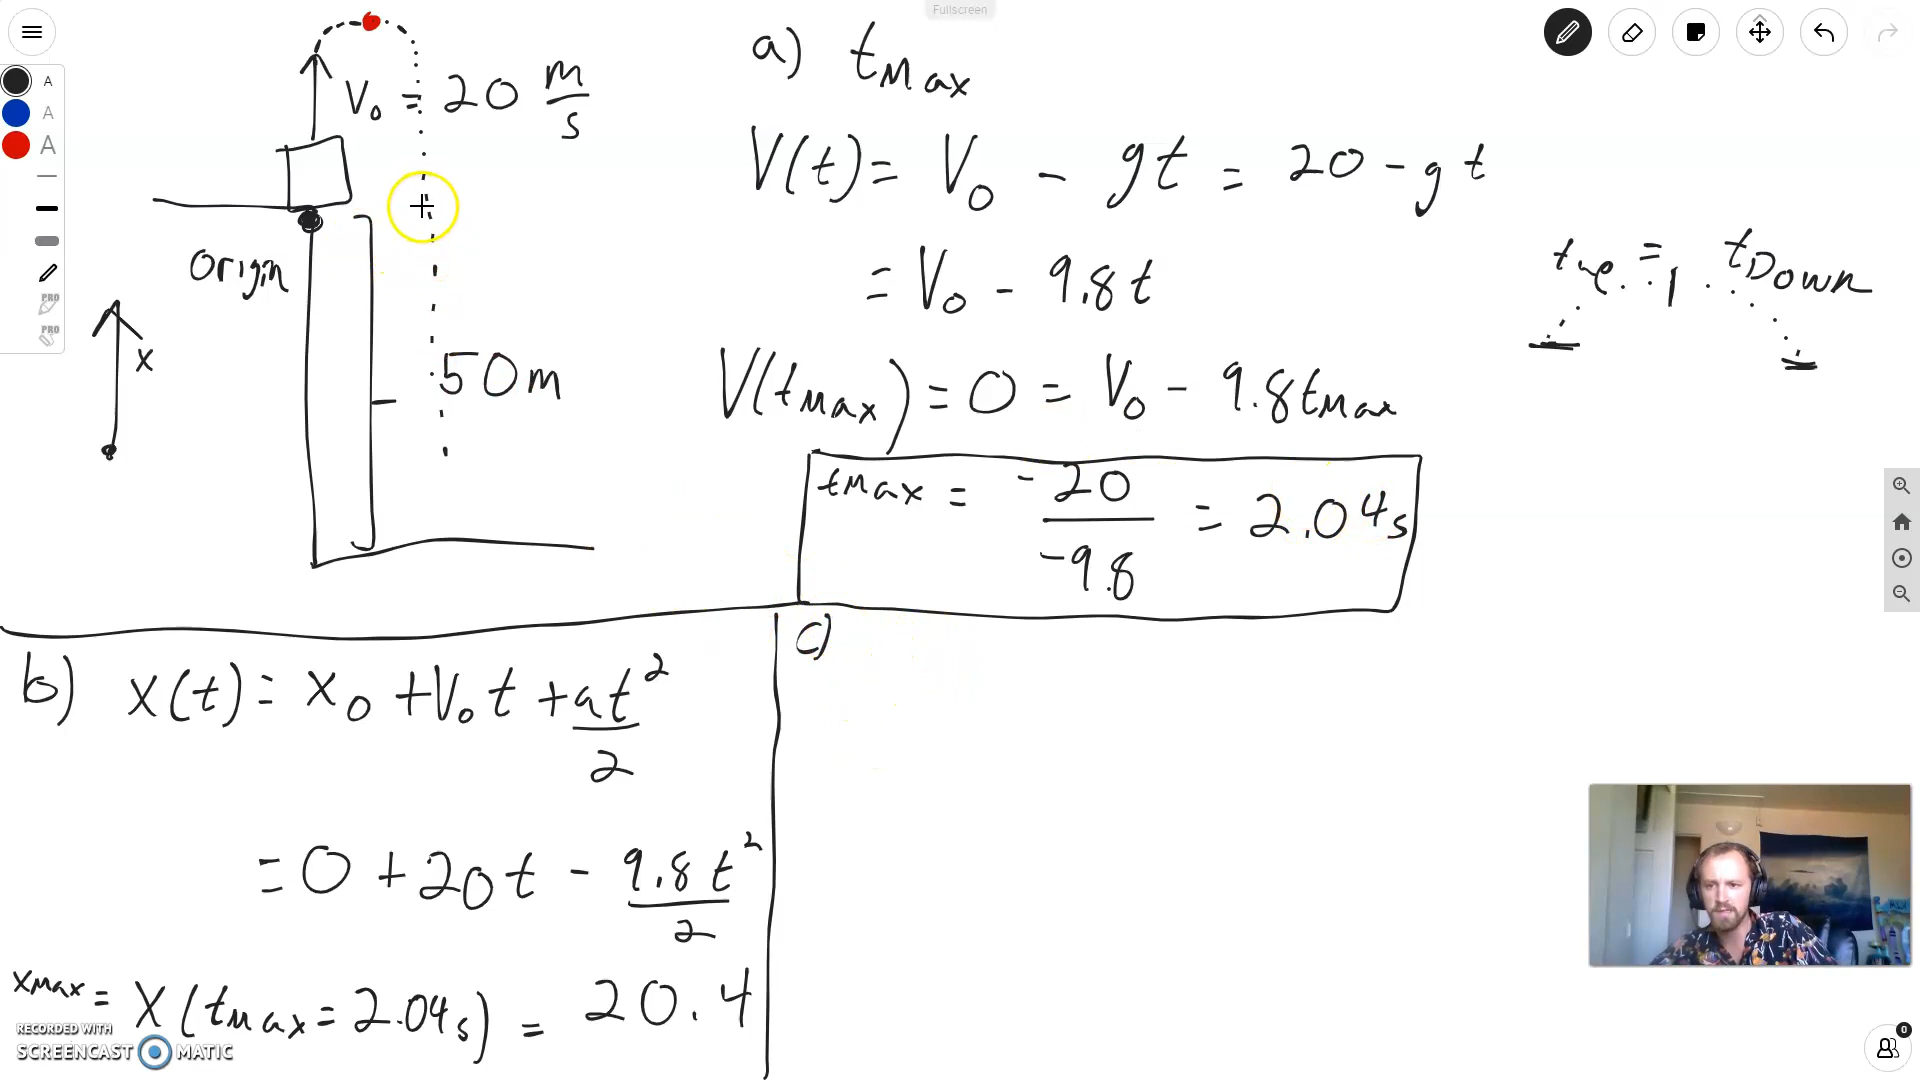 Fullscreen
V₀ = 20 m/s
Origin
x
50m
a) tMax
V(t) = V₀ - gt = 20 - gt
= V₀ - 9.8t
V(tMax) = 0 = V₀ - 9.8tMax
tMax = -20/-9.8 = 2.04s
tup = tDown
b) X(t) = X₀ + V₀t + at²/2
= 0 + 20t - 9.8t²/2
xMax = X(tMax = 2.04s) = 20.4
c)
A
A
A
PRO
PRO
RECORDED WITH
SCREENCAST MATIC
0